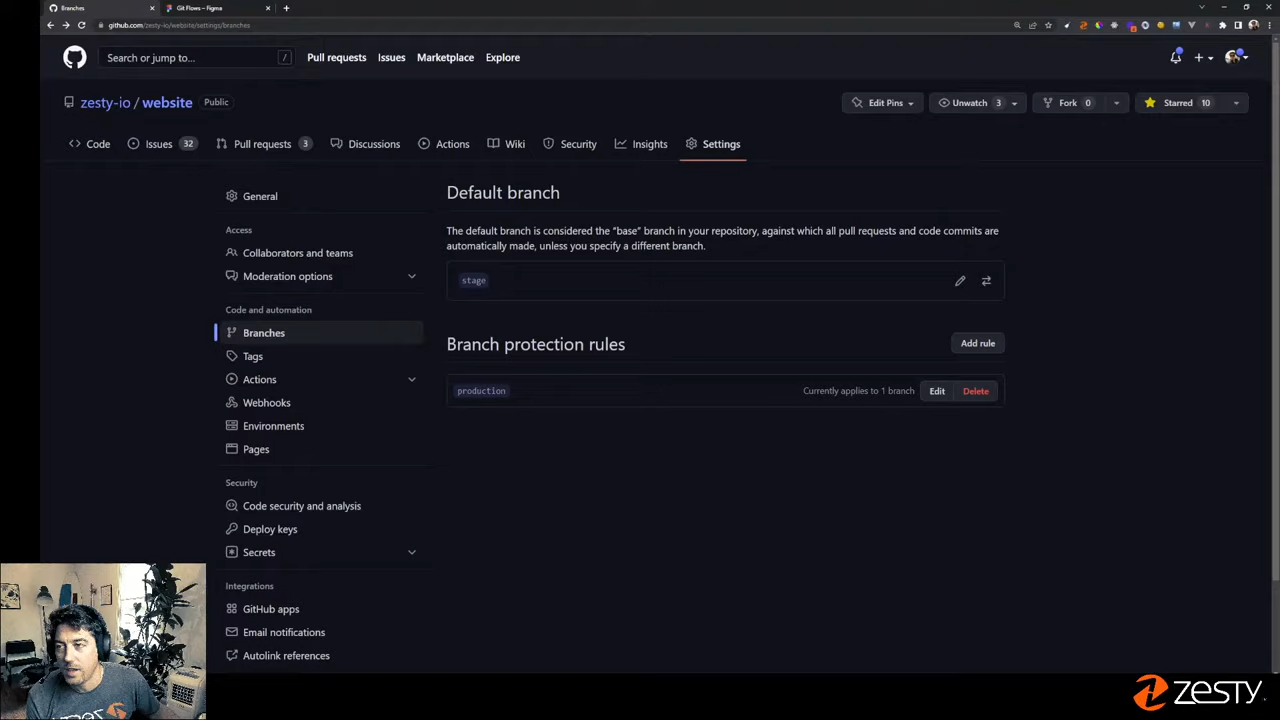 Branches
Git Flows – Figma
github.com/zesty-io/website/settings/branches
Search or jump to...
/
Pull requests
Issues
Marketplace
Explore
zesty-io / website
Public
Edit Pins
Unwatch 3
Fork 0
Starred 10
Code
Issues 32
Pull requests 3
Discussions
Actions
Wiki
Security
Insights
Settings
General
Access
Collaborators and teams
Moderation options
Code and automation
Branches
Tags
Actions
Webhooks
Environments
Pages
Security
Code security and analysis
Deploy keys
Secrets
Integrations
GitHub apps
Email notifications
Autolink references
Default branch
The default branch is considered the "base" branch in your repository, against which all pull requests and code commits are
automatically made, unless you specify a different branch.
stage
Branch protection rules
Add rule
production
Currently applies to 1 branch
Edit
Delete
ZESTY